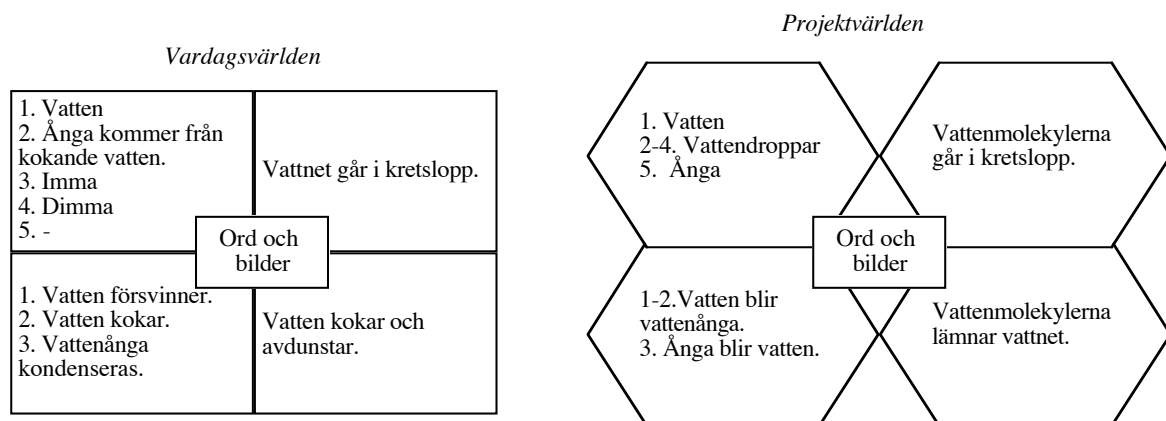 Vardagsvärlden
1. Vatten
2. Ånga kommer från
kokande vatten.
3. Imma
4. Dimma
5. -
Vattnet går i kretslopp.
Ord och
bilder
1. Vatten försvinner.
2. Vatten kokar.
3. Vattenånga
kondenseras.
Vatten kokar och
avdunstar.
Projektvärlden
1. Vatten
2-4. Vattendroppar
5. Ånga
Vattenmolekylerna
går i kretslopp.
Ord och
bilder
1-2.Vatten blir
vattenånga.
3. Ånga blir vatten.
Vattenmolekylerna
lämnar vattnet.